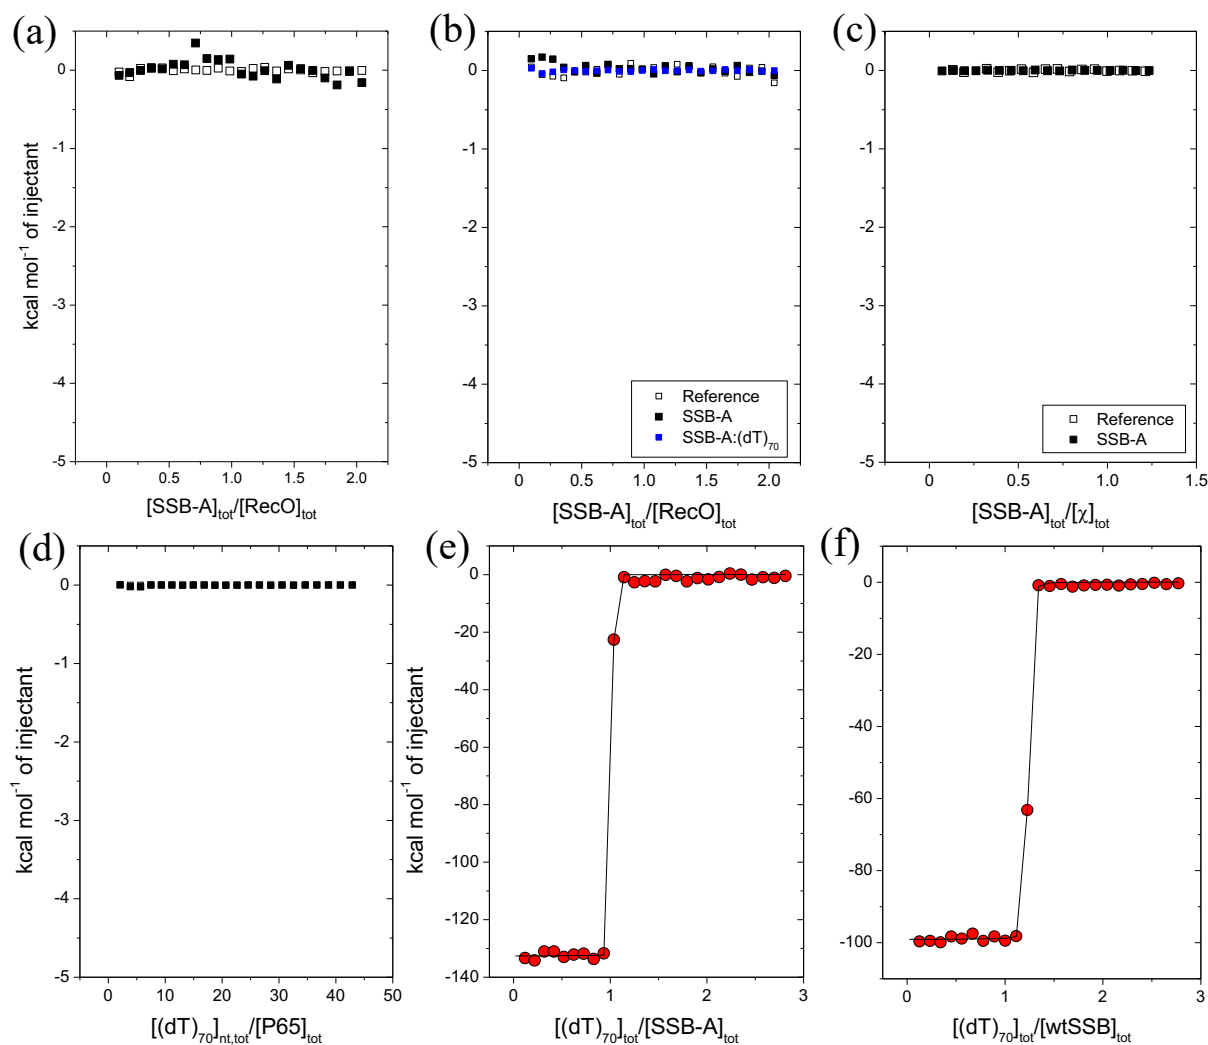 (a)
0
-1
-2
-3
-4
-5
kcal mol⁻¹ of injectant
0 0.5 1.0 1.5 2.0
[SSB-A]tot/[RecO]tot
(b)
0
-1
-2
-3
-4
-5
Reference
SSB-A
SSB-A:(dT)₇₀
0 0.5 1.0 1.5 2.0
[SSB-A]tot/[RecO]tot
(c)
0
-1
-2
-3
-4
-5
Reference
SSB-A
0 0.5 1.0 1.5
[SSB-A]tot/[χ]tot
(d)
0
-1
-2
-3
-4
-5
kcal mol⁻¹ of injectant
0 10 20 30 40 50
[(dT)₇₀]nt,tot/[P65]tot
(e)
0
-20
-40
-60
-80
-100
-120
-140
kcal mol⁻¹ of injectant
0 1 2 3
[(dT)₇₀]tot/[SSB-A]tot
(f)
0
-20
-40
-60
-80
-100
0 1 2 3
[(dT)₇₀]tot/[wtSSB]tot